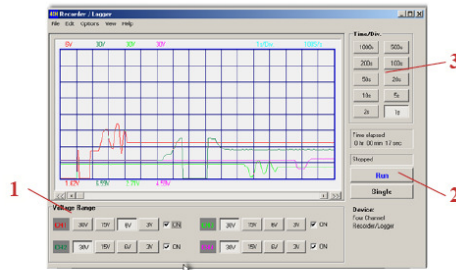 Recorder / Logger
File Edit Options View Help
6V 30V 30V 30V 1s/Div
Time/Div.
1000s 500s
200s 100s
50s 20s
10s 5s
2s 1s
3
Time elapsed
0 hr 00 min 17 sec
Stopped
Run
Single
2
Device:
Four Channel
Recorder/Logger
1
Voltage Range
CH1 30V 15V 6V 3V ON
30V 15V 6V 3V ON
CH2 30V 15V 6V 3V ON
30V 15V 6V 3V ON